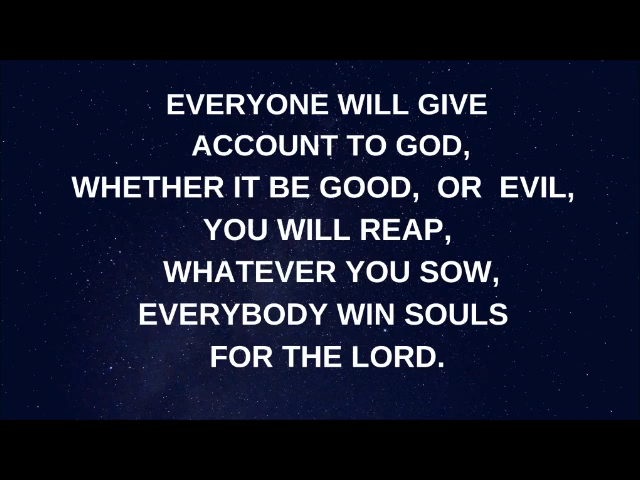 EVERYONE WILL GIVE
ACCOUNT TO GOD,
WHETHER IT BE GOOD, OR EVIL,
YOU WILL REAP,
WHATEVER YOU SOW,
EVERYBODY WIN SOULS
FOR THE LORD.